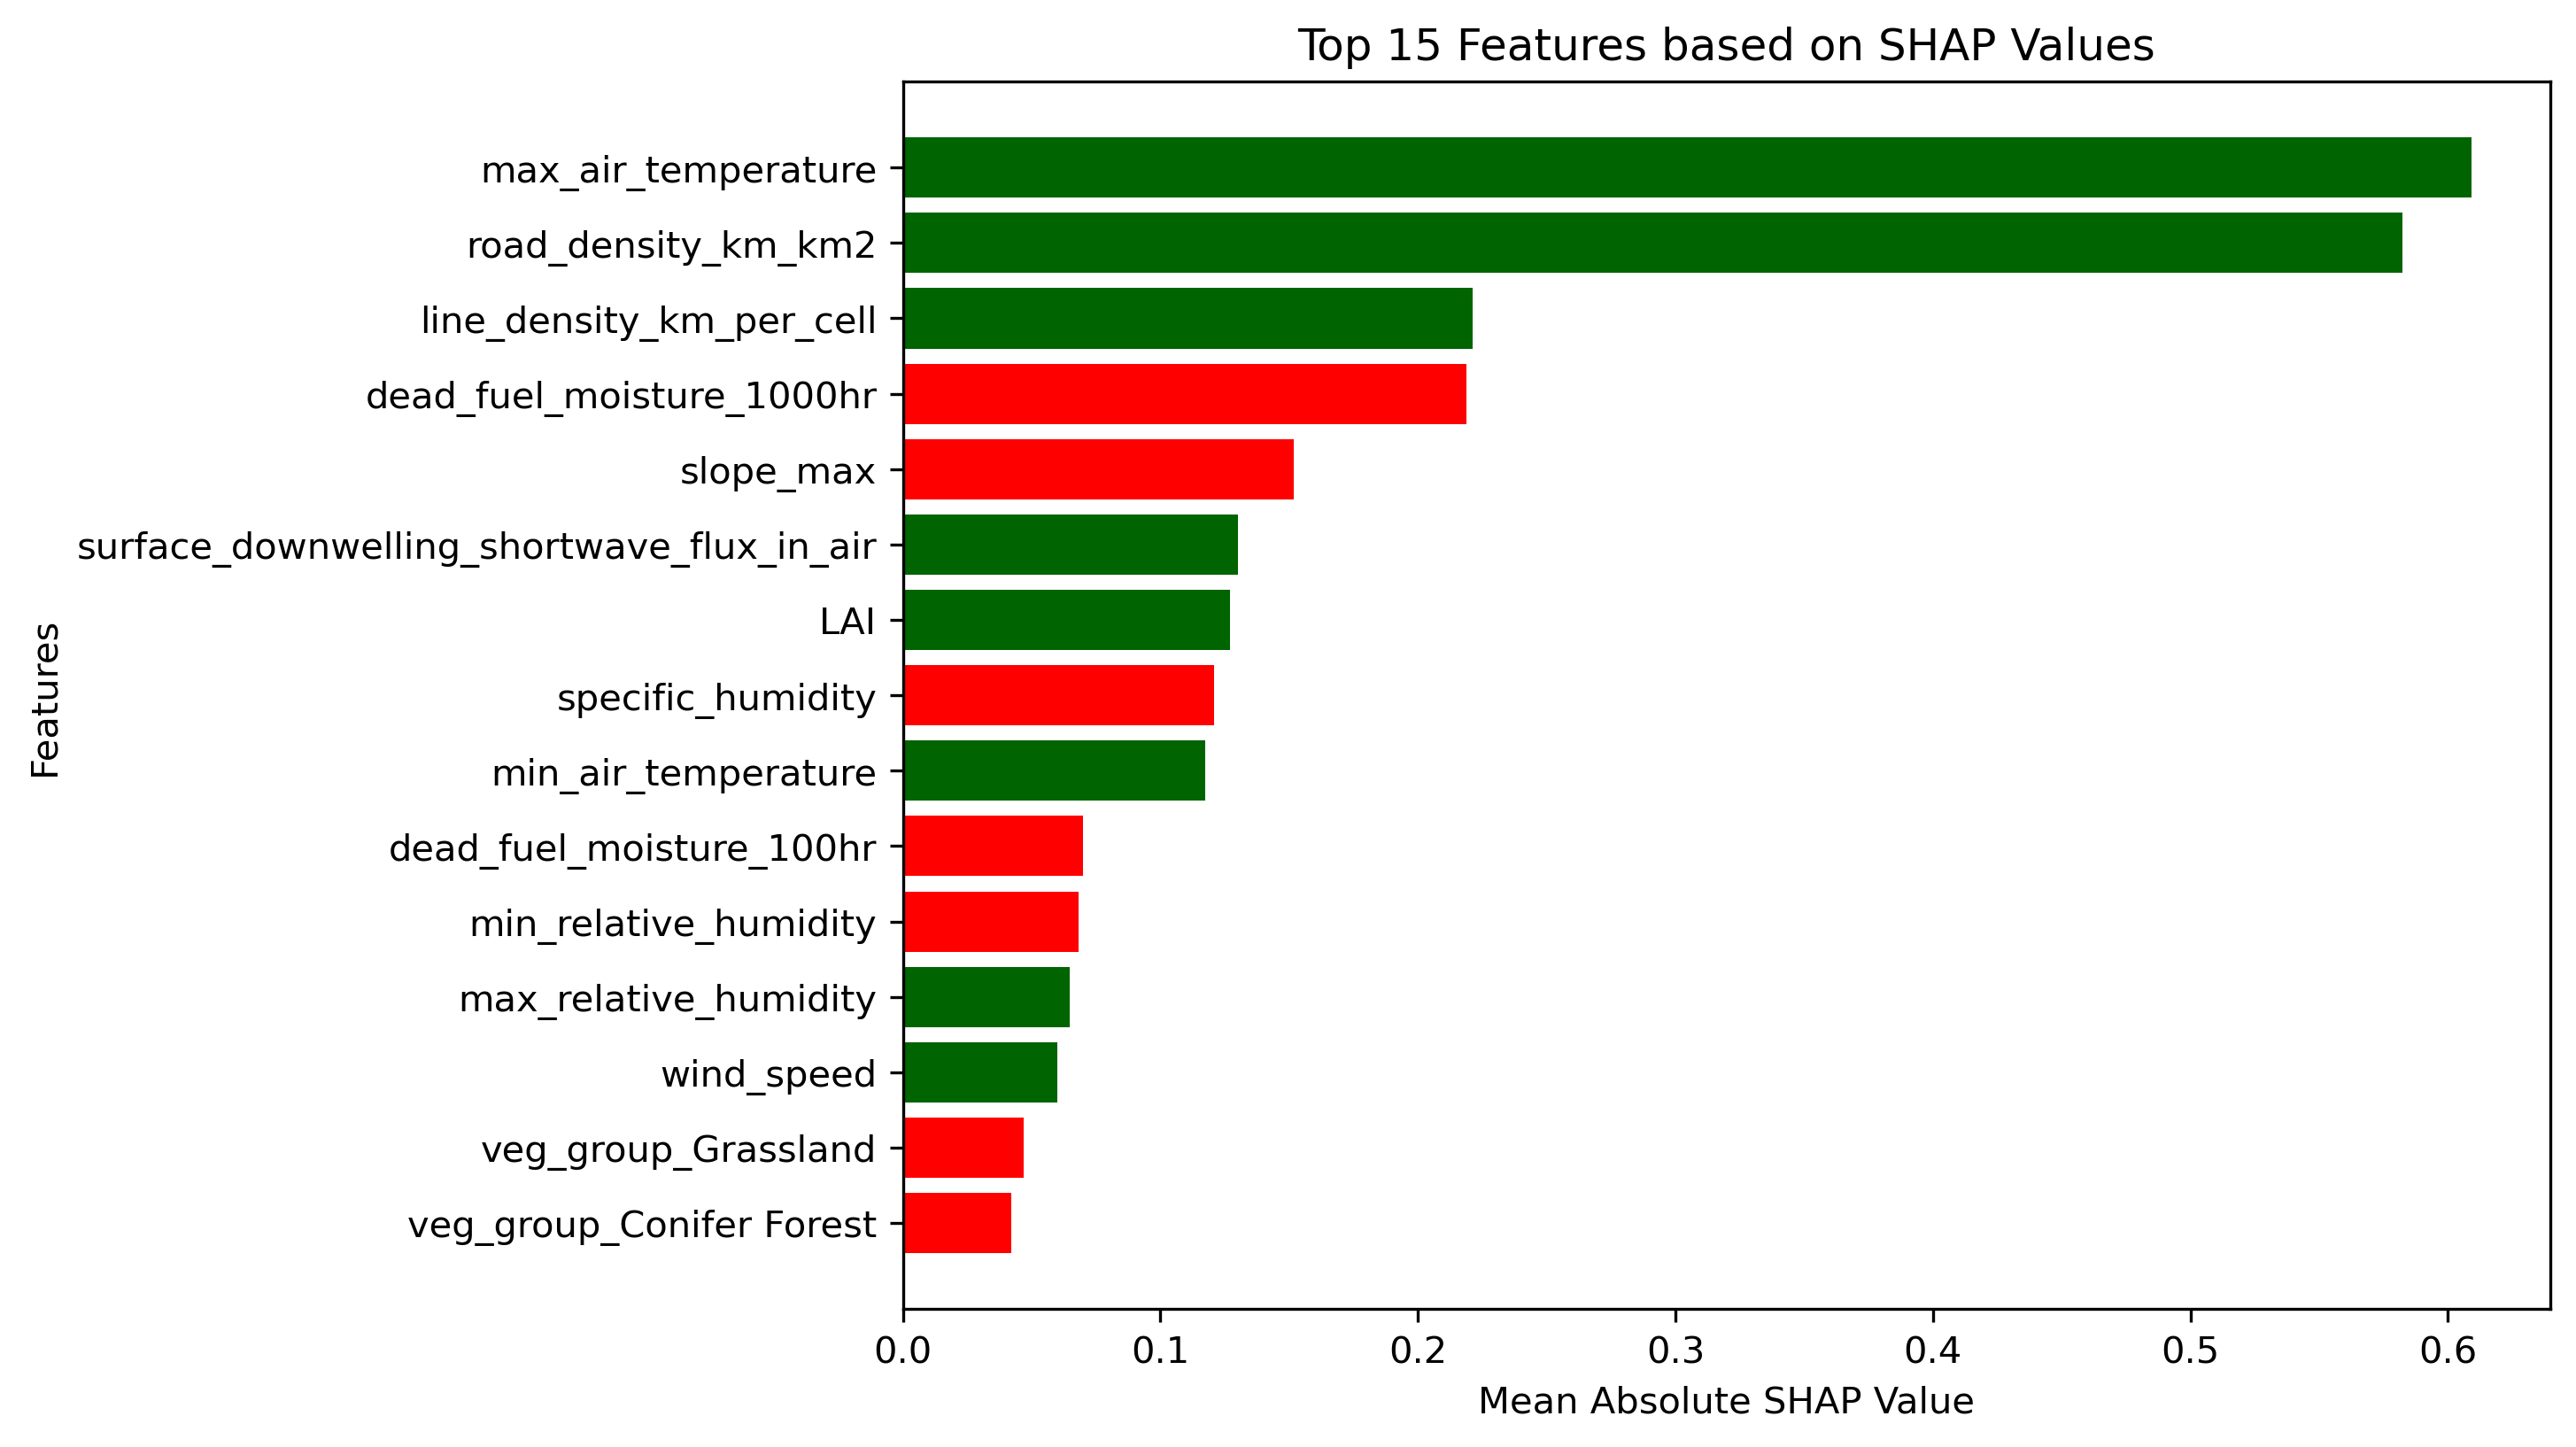 Top 15 Features based on SHAP Values
max_air_temperature
road_density_km_km2
line_density_km_per_cell
dead_fuel_moisture_1000hr
slope_max
surface_downwelling_shortwave_flux_in_air
LAI
specific_humidity
min_air_temperature
dead_fuel_moisture_100hr
min_relative_humidity
max_relative_humidity
wind_speed
veg_group_Grassland
veg_group_Conifer Forest
Features
0.0 0.1 0.2 0.3 0.4 0.5 0.6
Mean Absolute SHAP Value